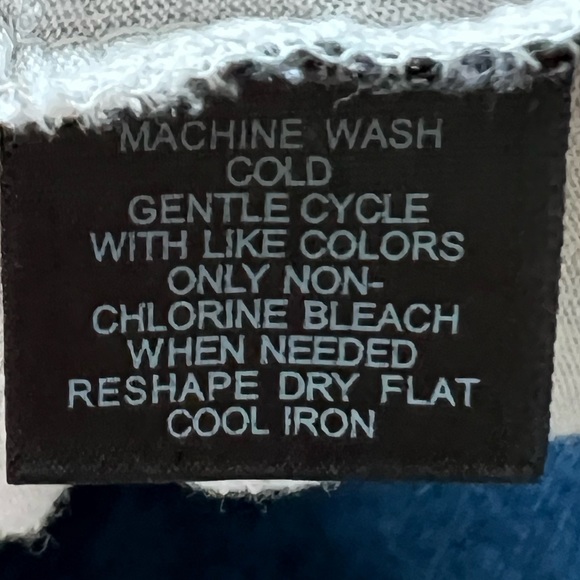 MACHINE WASH
COLD
GENTLE CYCLE
WITH LIKE COLORS
ONLY NON-
CHLORINE BLEACH
WHEN NEEDED
RESHAPE DRY FLAT
COOL IRON